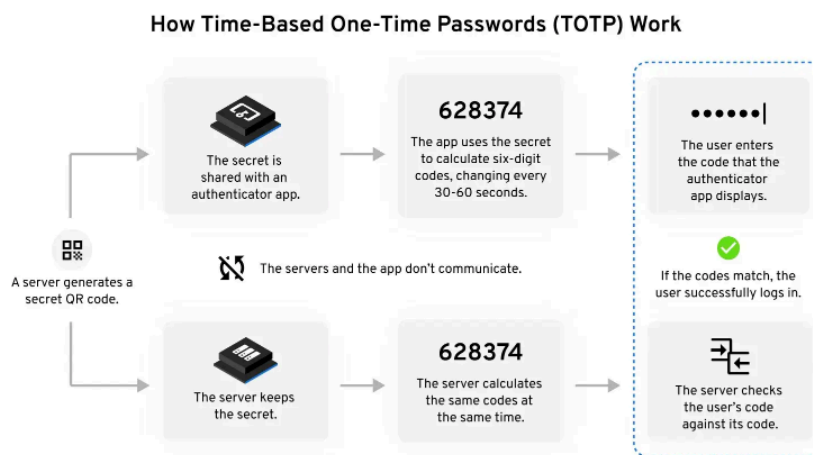 How Time-Based One-Time Passwords (TOTP) Work
The secret is
shared with an
authenticator app.
628374
The app uses the secret
to calculate six-digit
codes, changing every
30-60 seconds.
The user enters
the code that the
authenticator
app displays.
A server generates a
secret QR code.
The servers and the app don't communicate.
If the codes match, the
user successfully logs in.
The server keeps
the secret.
628374
The server calculates
the same codes at
the same time.
The server checks
the user's code
against its code.